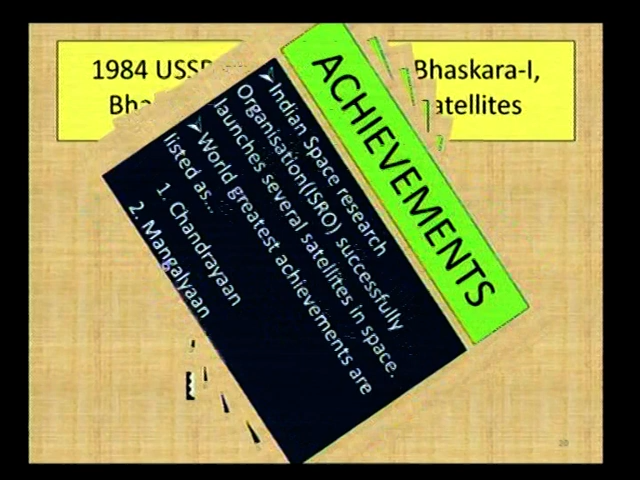 1984 USSR
Bhaskara-I,
Bha
atellites
ACHIEVEMENTS
➢Indian Space research
Organisation(ISRO) successfully
launches several satellites in space.
➢World greatest achievements are
listed as..
1. Chandrayaan
2. Mangalyaan
20